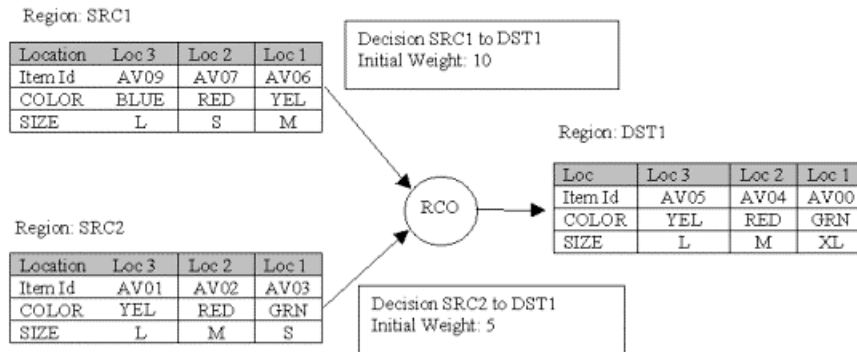 Region: SRC1
Location Loc 3 Loc 2 Loc 1
Item Id AV09 AV07 AV06
COLOR BLUE RED YEL
SIZE L S M
Decision SRC1 to DST1
Initial Weight: 10
Region: DST1
Loc Loc 3 Loc 2 Loc 1
Item Id AV05 AV04 AV00
COLOR YEL RED GRN
SIZE L M XL
RCO
Region: SRC2
Location Loc 3 Loc 2 Loc 1
Item Id AV01 AV02 AV03
COLOR YEL RED GRN
SIZE L M S
Decision SRC2 to DST1
Initial Weight: 5